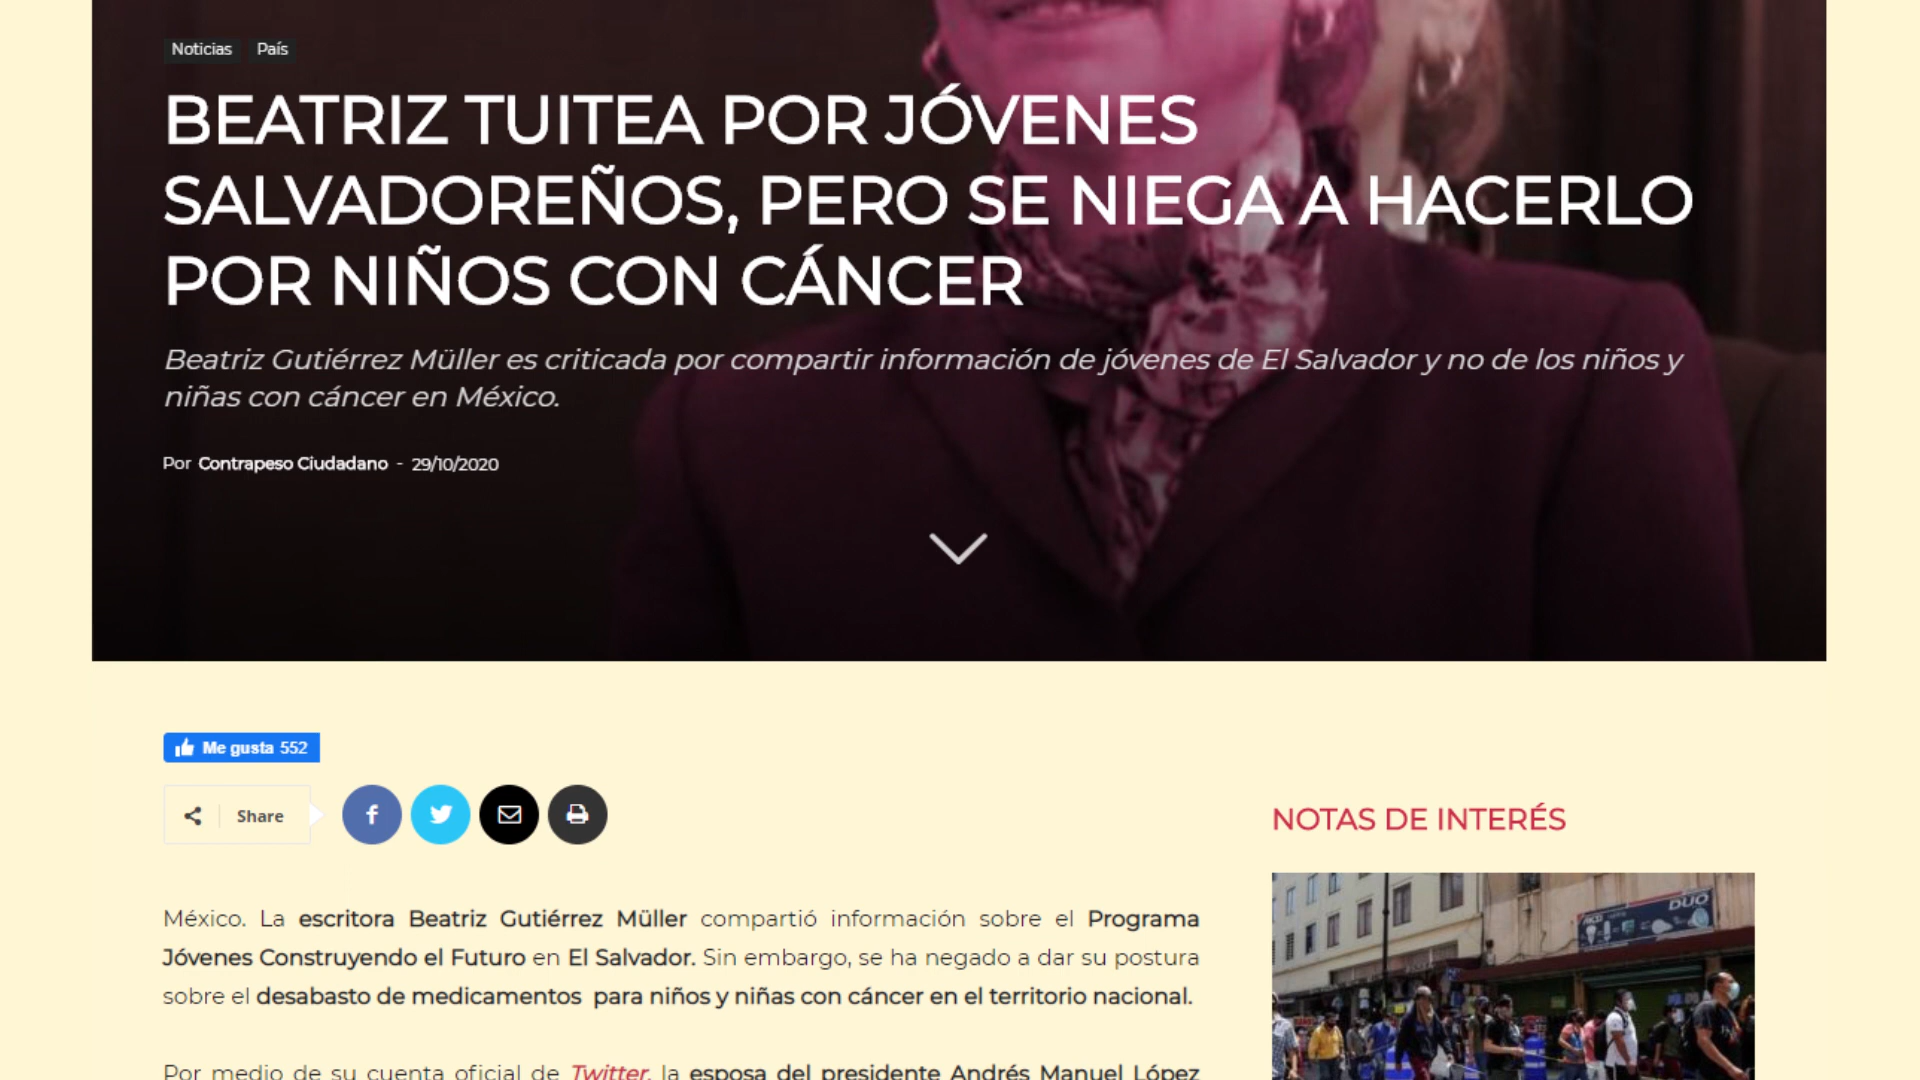 Noticias País
BEATRIZ TUITEA POR JÓVENES
SALVADOREÑOS, PERO SE NIEGA A HACERLO
POR NIÑOS CON CÁNCER
Beatriz Gutiérrez Müller es criticada por compartir información de jóvenes de El Salvador y no de los niños y
niñas con cáncer en México.
Por Contrapeso Ciudadano - 29/10/2020
Me gusta 552
Share
NOTAS DE INTERÉS
DUO
México. La escritora Beatriz Gutiérrez Müller compartió información sobre el Programa
Jóvenes Construyendo el Futuro en El Salvador. Sin embargo, se ha negado a dar su postura
sobre el desabasto de medicamentos para niños y niñas con cáncer en el territorio nacional.
Por medio de su cuenta oficial de Twitter, la esposa del presidente Andrés Manuel López